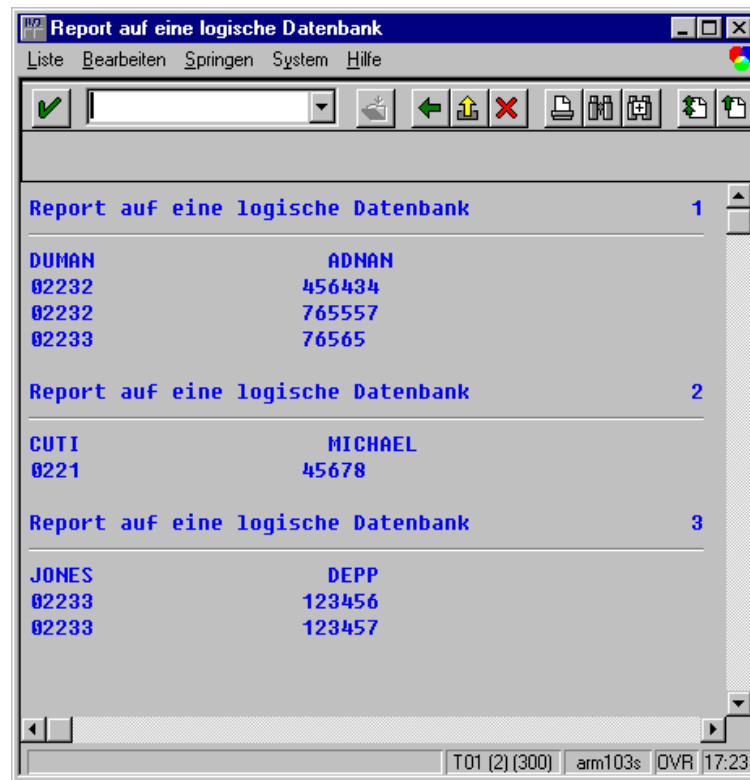 Report auf eine logische Datenbank
Liste Bearbeiten Springen System Hilfe
Report auf eine logische Datenbank 1
DUMAN ADNAN
02232 456434
02232 765557
02233 76565
Report auf eine logische Datenbank 2
CUTI MICHAEL
0221 45678
Report auf eine logische Datenbank 3
JONES DEPP
02233 123456
02233 123457
T01 (2) (300) arm103s OVR 17:23